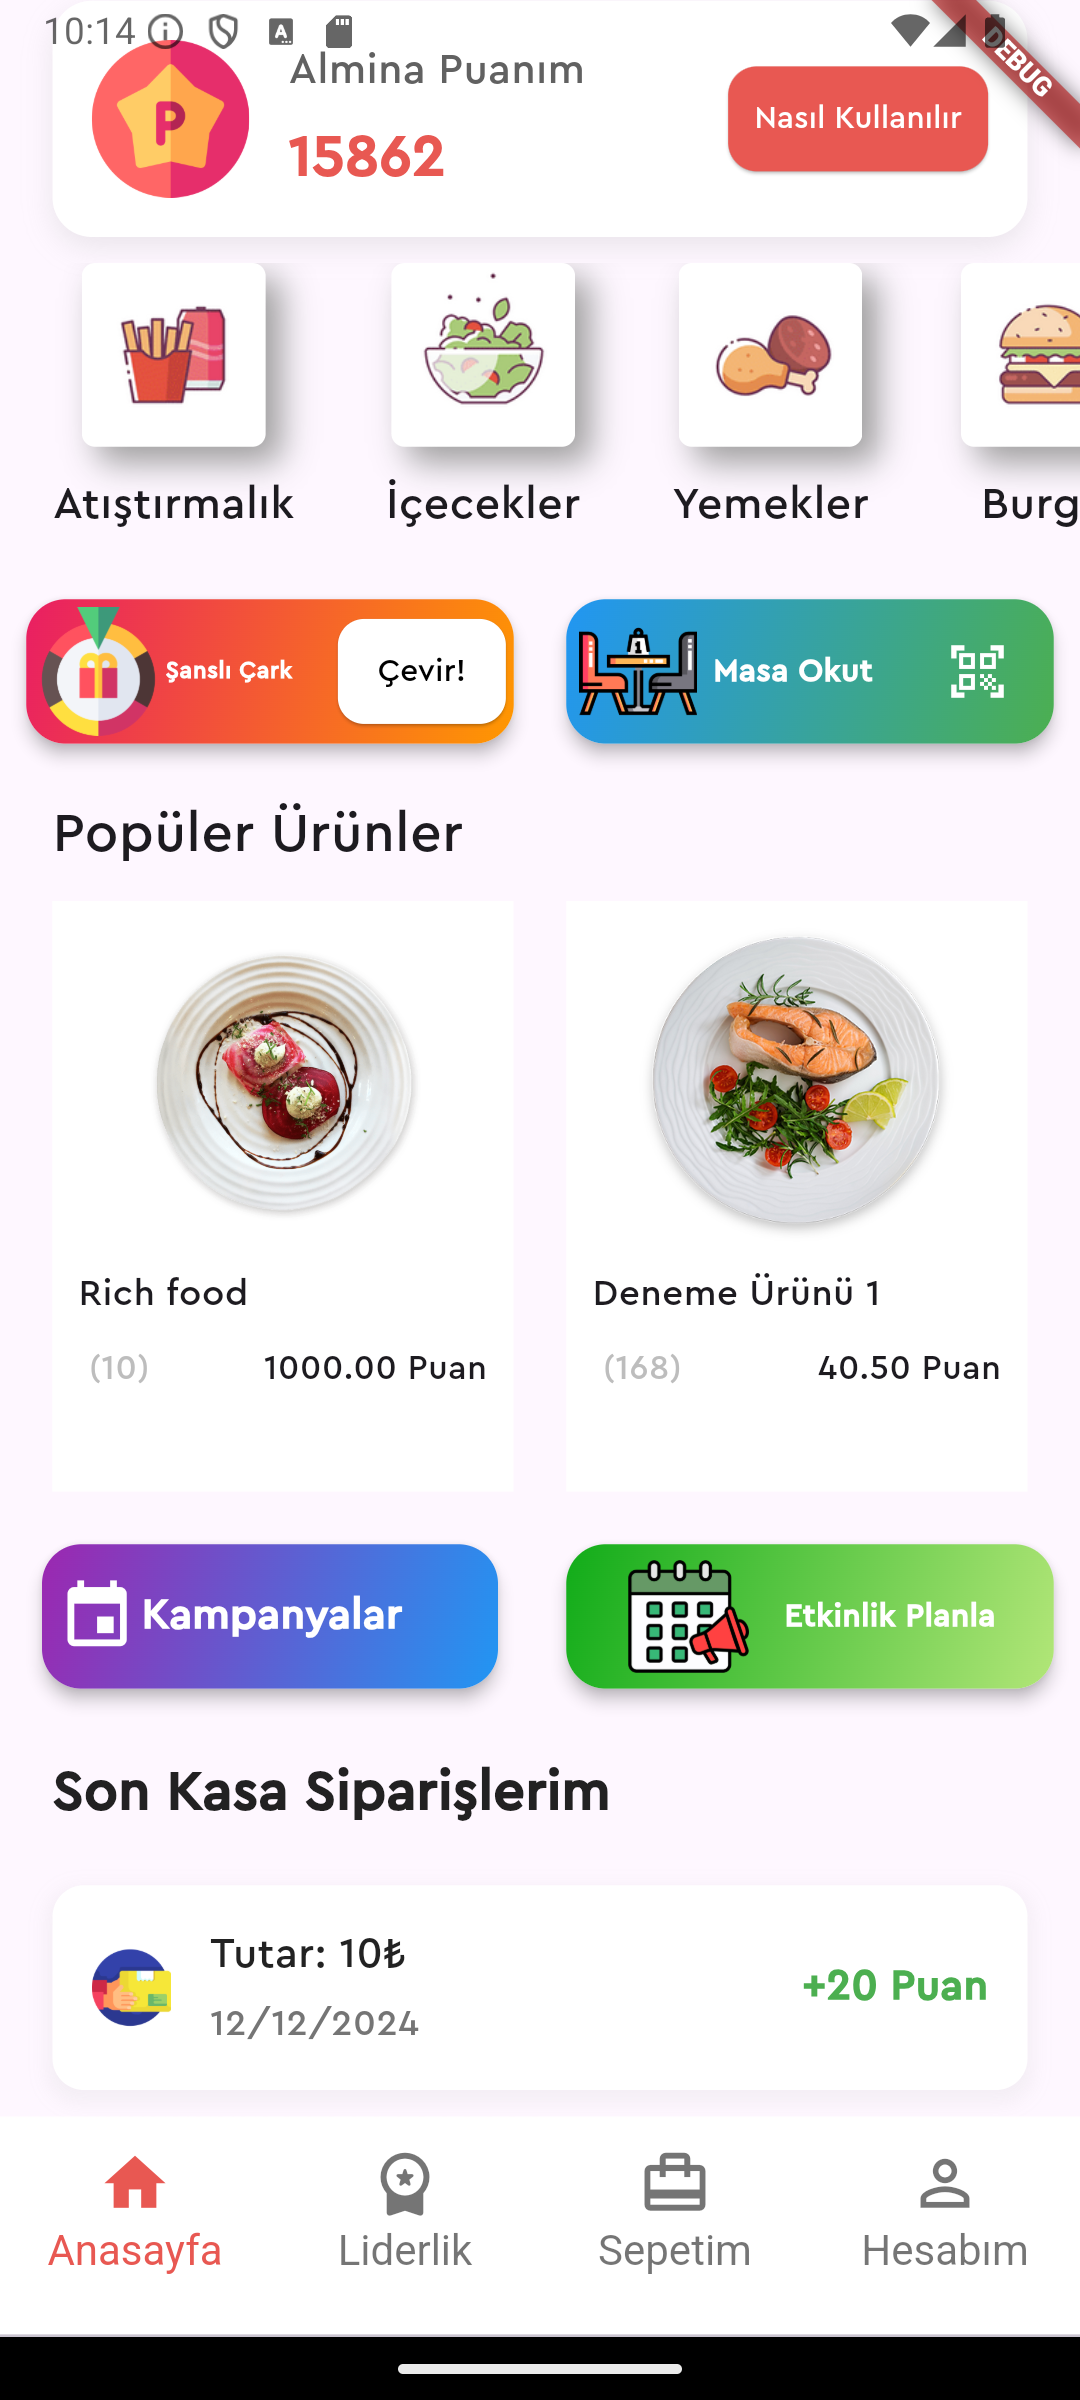 10:14
DEBUG
Almina Puanım
15862
Nasıl Kullanılır
Atıştırmalık
İçecekler
Yemekler
Burg
Şanslı Çark
Çevir!
Masa Okut
Popüler Ürünler
Rich food
(10)
1000.00 Puan
Deneme Ürünü 1
(168)
40.50 Puan
Kampanyalar
Etkinlik Planla
Son Kasa Siparişlerim
Tutar: 10₺
12/12/2024
+20 Puan
Anasayfa
Liderlik
Sepetim
Hesabım